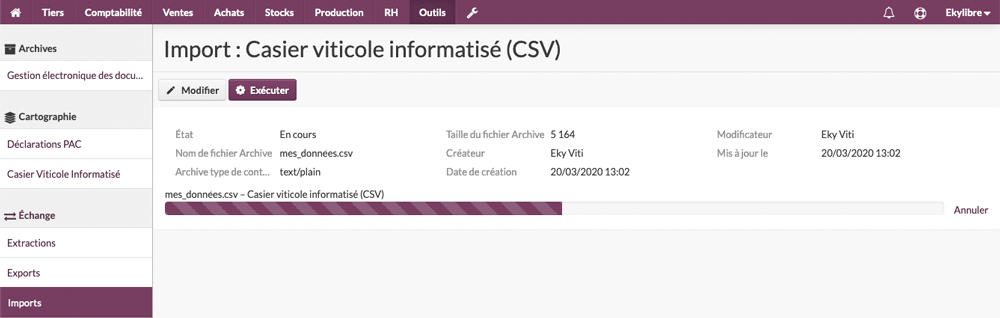 Tiers Comptabilité Ventes Achats Stocks Production RH Outils Ekylibre
Archives
Gestion électronique des docu...
Cartographie
Déclarations PAC
Casier Viticole Informatisé
Échange
Extractions
Exports
Imports
Import : Casier viticole informatisé (CSV)
Modifier Exécuter
État En cours Taille du fichier Archive 5 164 Modificateur Eky Viti
Nom de fichier Archive mes_données.csv Créateur Eky Viti Mis à jour le 20/03/2020 13:02
Archive type de cont... text/plain Date de création 20/03/2020 13:02
mes_données.csv – Casier viticole informatisé (CSV)
Annuler